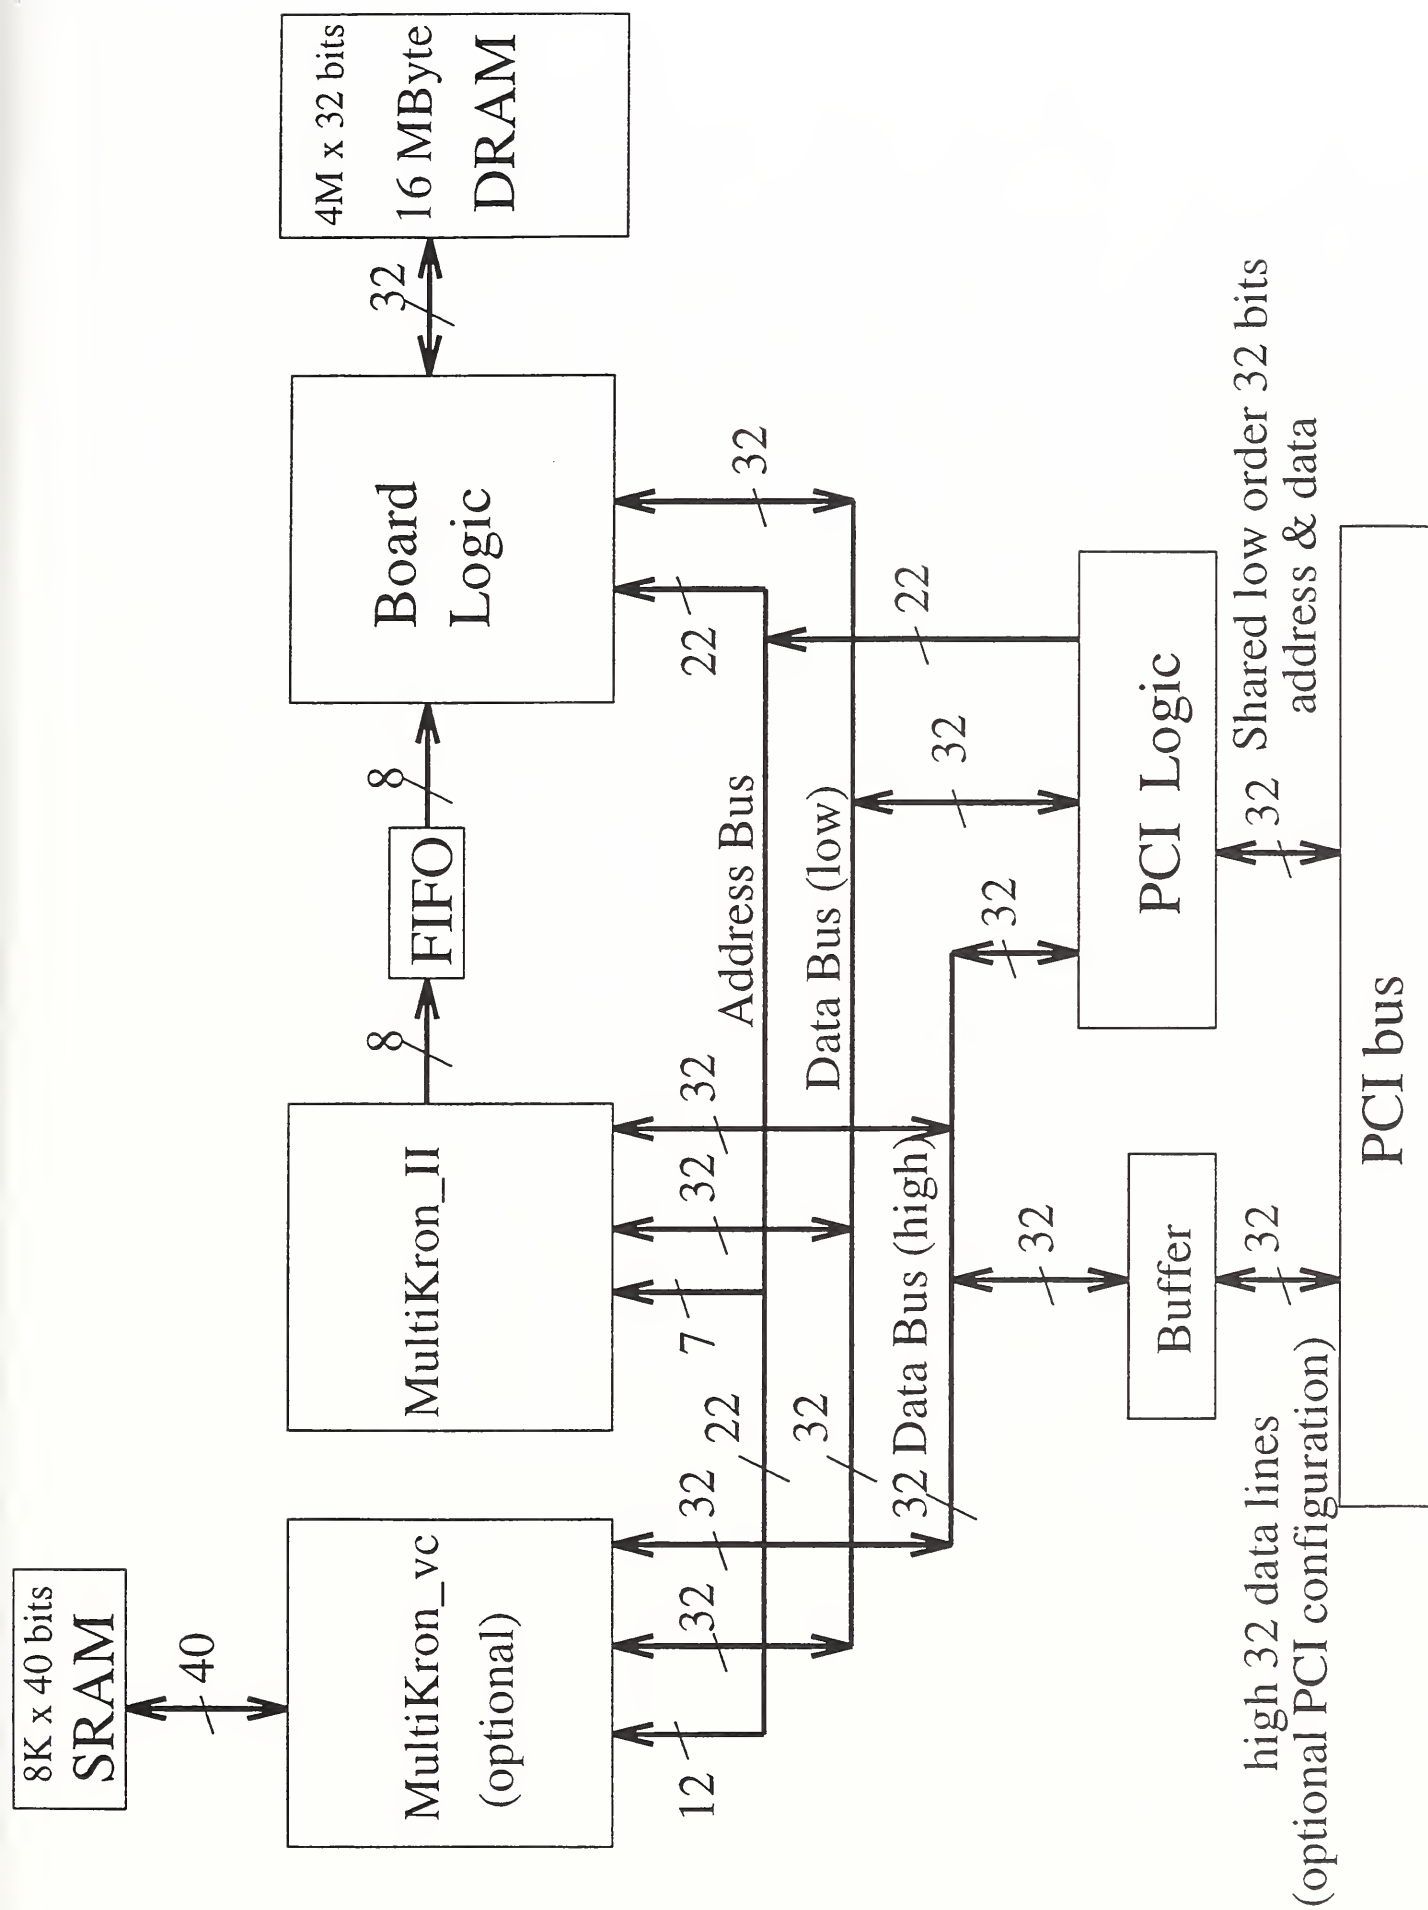 8K x 40 bits
SRAM
40
MultiKron_vc
(optional)
12
32
32
MultiKron_II
7
32
32
8
FIFO
8
Board
Logic
22
32
32
4M x 32 bits
16 MByte
DRAM
22
Address Bus
32
Data Bus (low)
32 Data Bus (high)
32
32
32
22
Buffer
PCI Logic
high 32 data lines
(optional PCI configuration)
32
32 Shared low order 32 bits
address & data
PCI bus